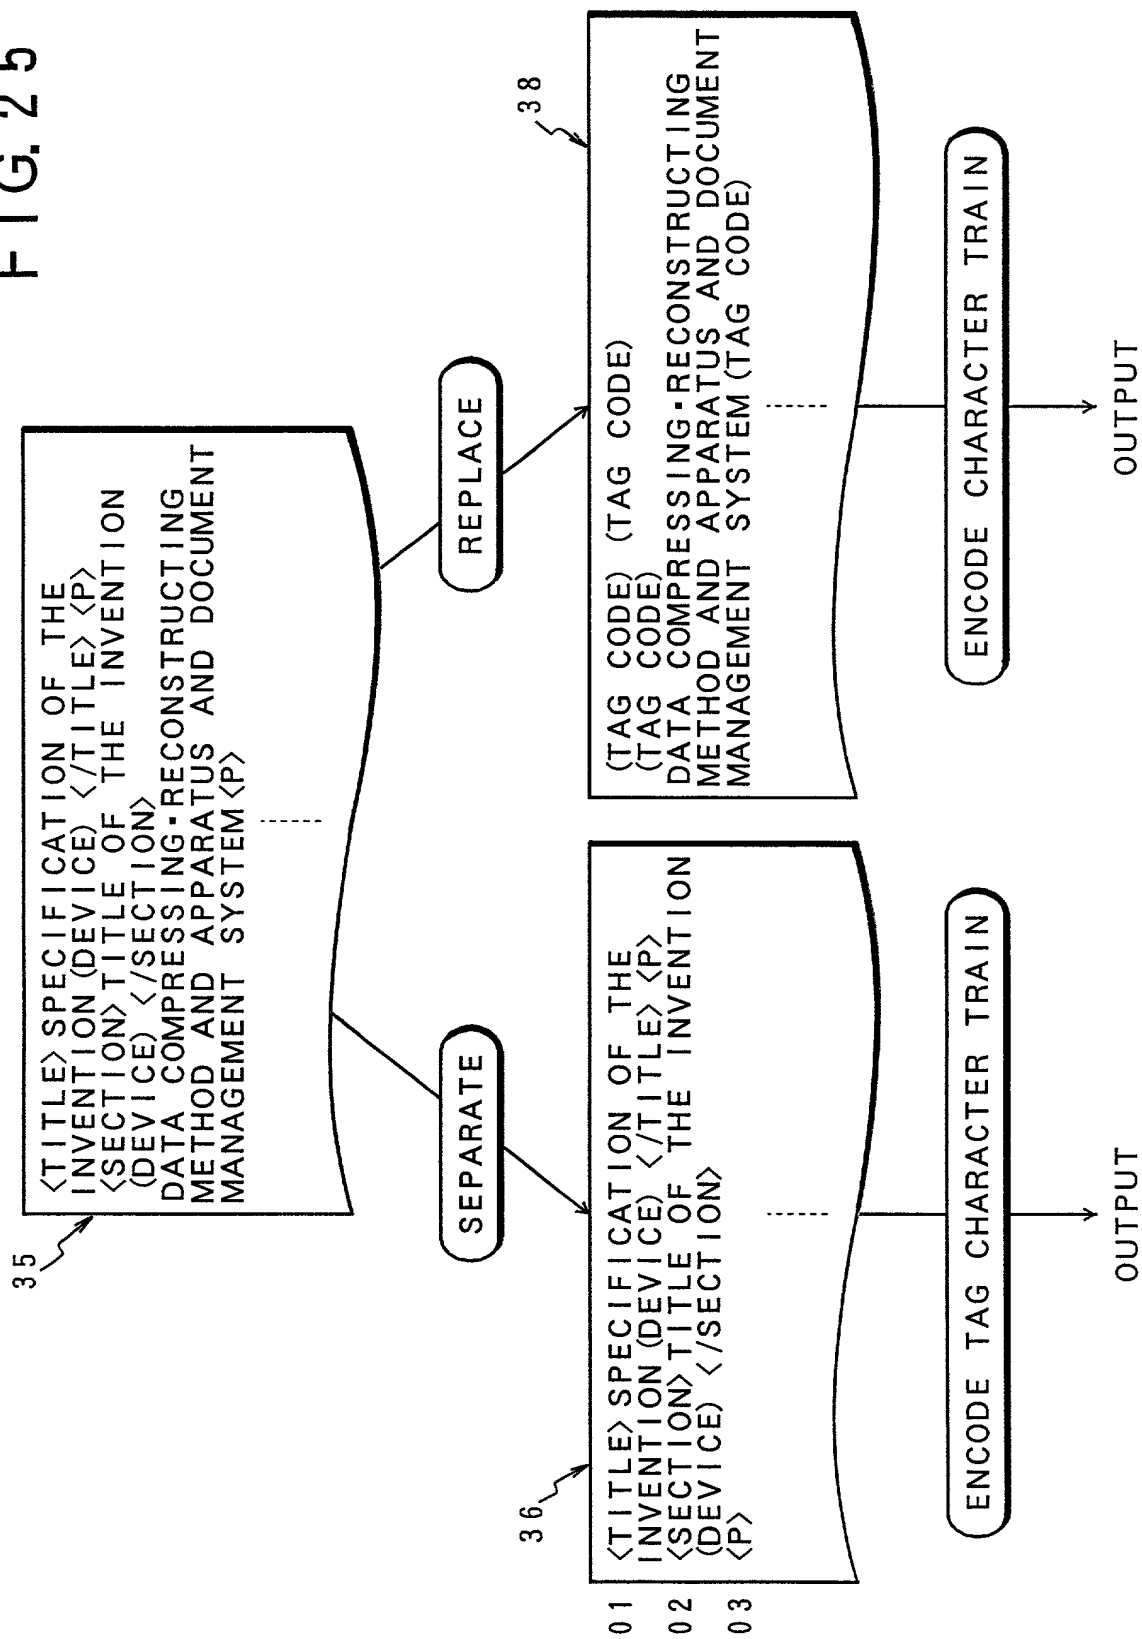 FIG. 25
35
<TITLE>SPECIFICATION OF THE
INVENTION(DEVICE) </TITLE><P>
<SECTION>TITLE OF THE INVENTION
(DEVICE) </SECTION>
DATA COMPRESSING·RECONSTRUCTING
METHOD AND APPARATUS AND DOCUMENT
MANAGEMENT SYSTEM<P>
SEPARATE
REPLACE
36
01 <TITLE>SPECIFICATION OF THE
INVENTION(DEVICE) </TITLE><P>
02 <SECTION>TITLE OF THE INVENTION
(DEVICE) </SECTION>
03 <P>
38
(TAG CODE) (TAG CODE)
(TAG CODE)
DATA COMPRESSING·RECONSTRUCTING
METHOD AND APPARATUS AND DOCUMENT
MANAGEMENT SYSTEM(TAG CODE)
ENCODE TAG CHARACTER TRAIN
ENCODE CHARACTER TRAIN
OUTPUT
OUTPUT